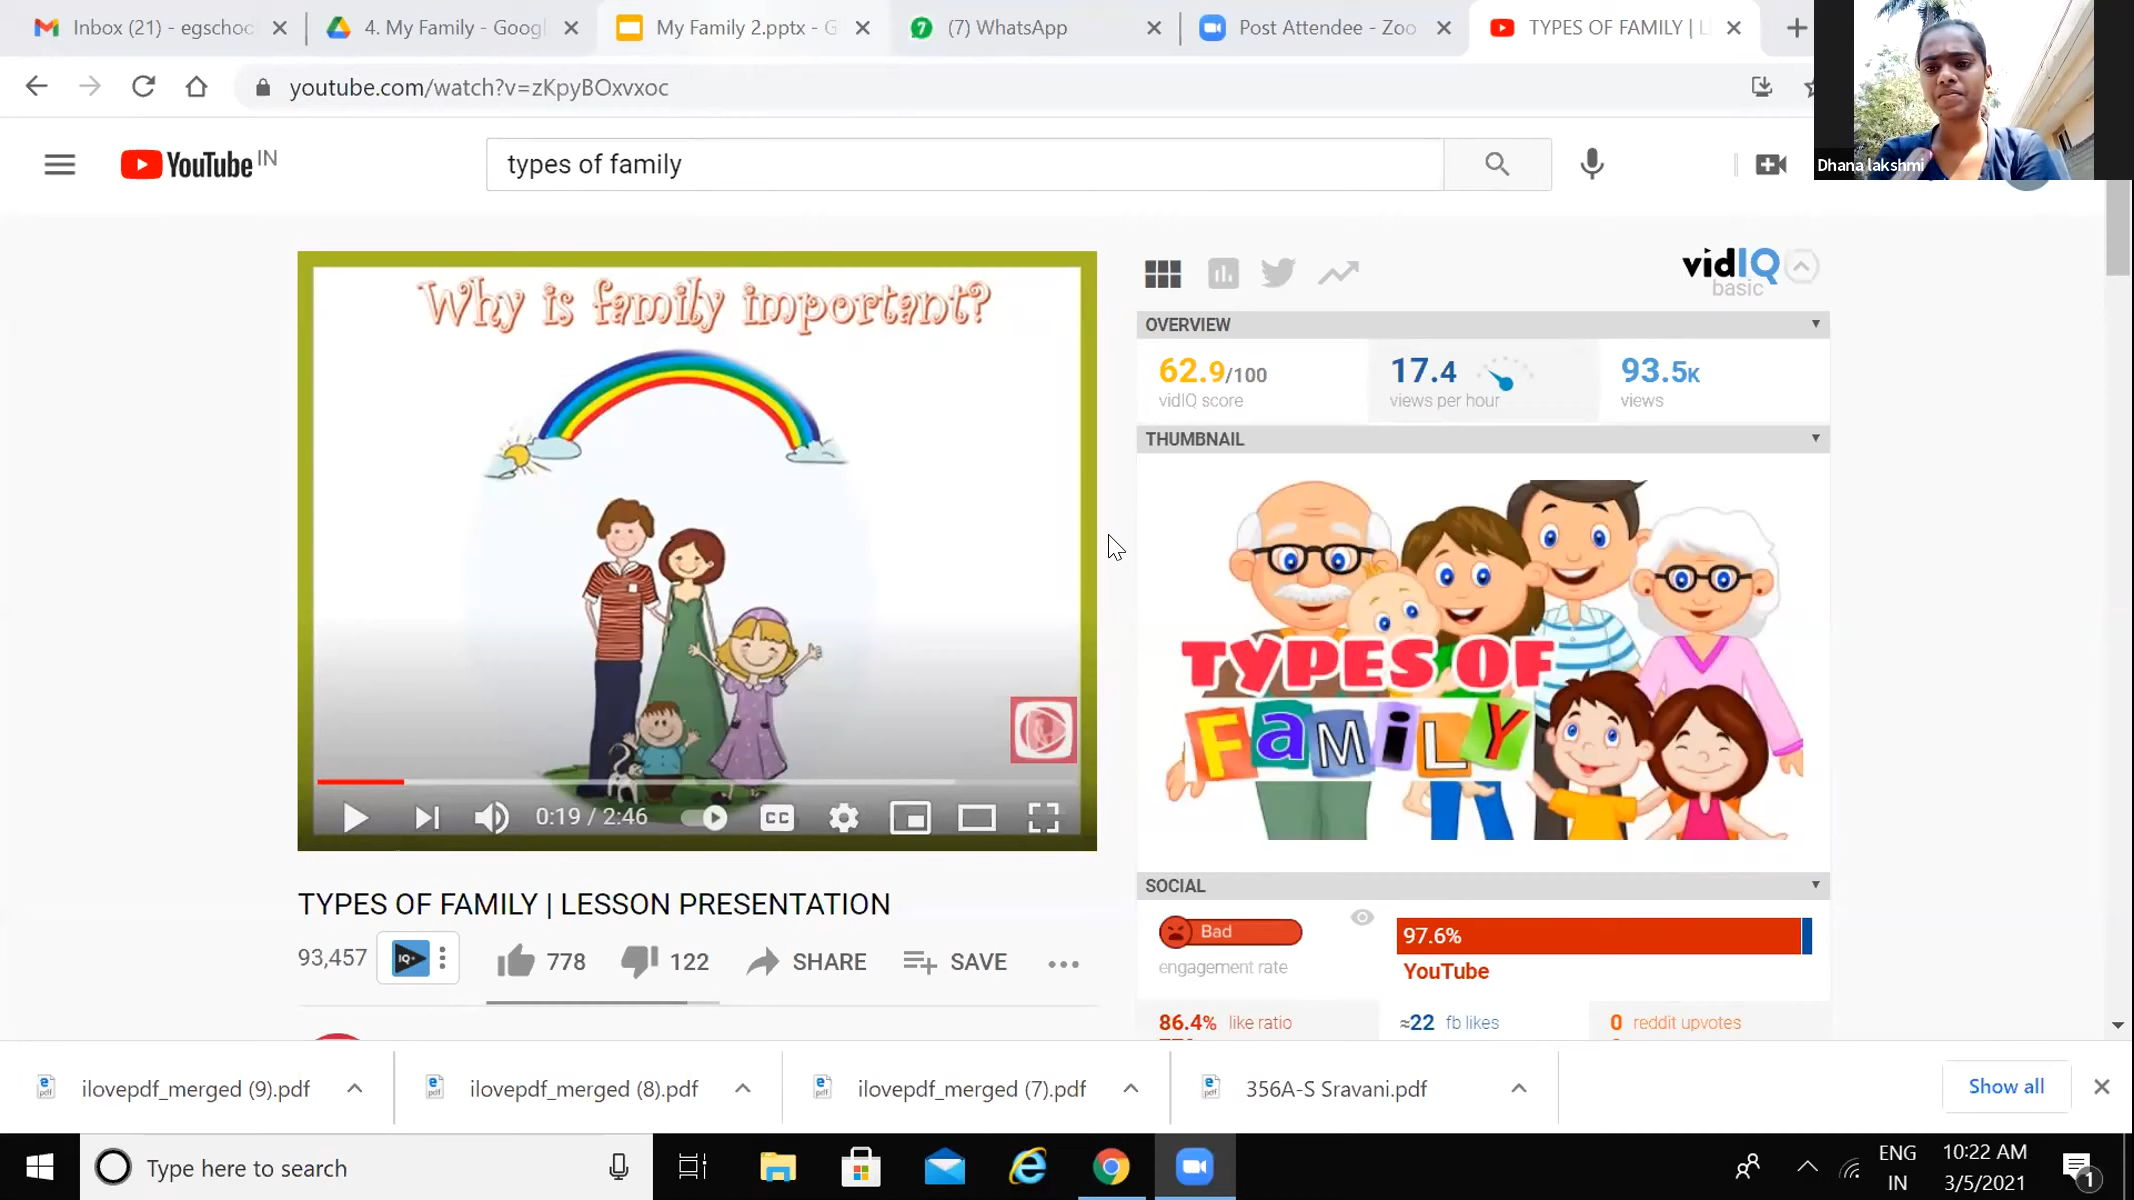 Inbox (21) - egschoo
4. My Family - Googl
My Family 2.pptx - G
7
(7) WhatsApp
Post Attendee - Zoo
TYPES OF FAMILY | L
youtube.com/watch?v=zKpyBOxvxoc
Dhana lakshmi
YouTube IN
types of family
Why is family important?
0:19 / 2:46
CC
vidIQ
basic
OVERVIEW
62.9/100
vidIQ score
17.4
views per hour
93.5K
views
THUMBNAIL
TYPES OF
FamiLY
TYPES OF FAMILY | LESSON PRESENTATION
93,457
IQ+
778
122
SHARE
SAVE
SOCIAL
Bad
engagement rate
97.6%
YouTube
86.4% like ratio
≈22 fb likes
0 reddit upvotes
ilovepdf_merged (9).pdf
ilovepdf_merged (8).pdf
ilovepdf_merged (7).pdf
356A-S Sravani.pdf
Show all
Type here to search
ENG
IN
10:22 AM
3/5/2021
1